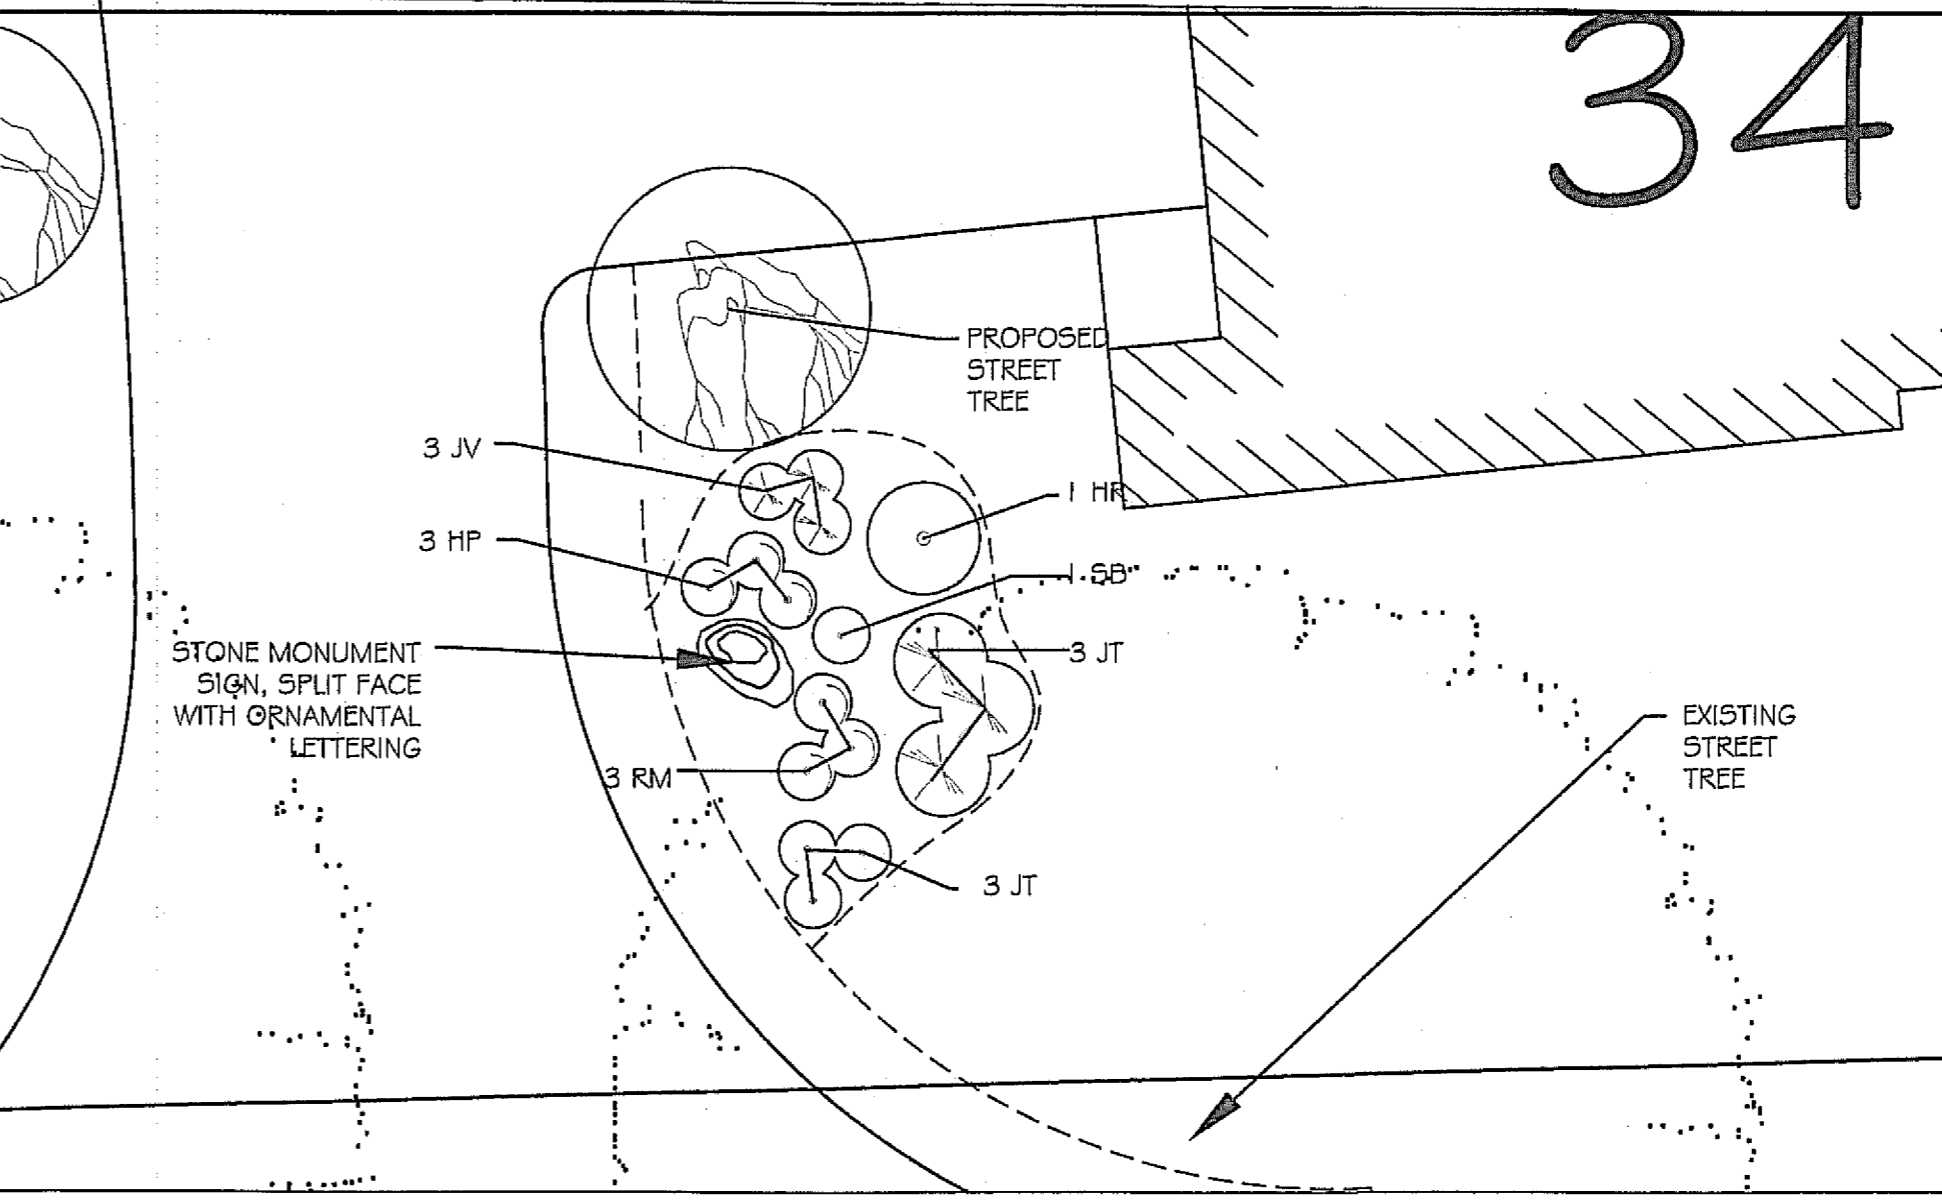 34
PROPOSED
STREET
TREE
3 JV
1 HR
3 HP
1 SB
STONE MONUMENT
SIGN, SPLIT FACE
WITH ORNAMENTAL
LETTERING
3 JT
3 RM
EXISTING
STREET
TREE
3 JT